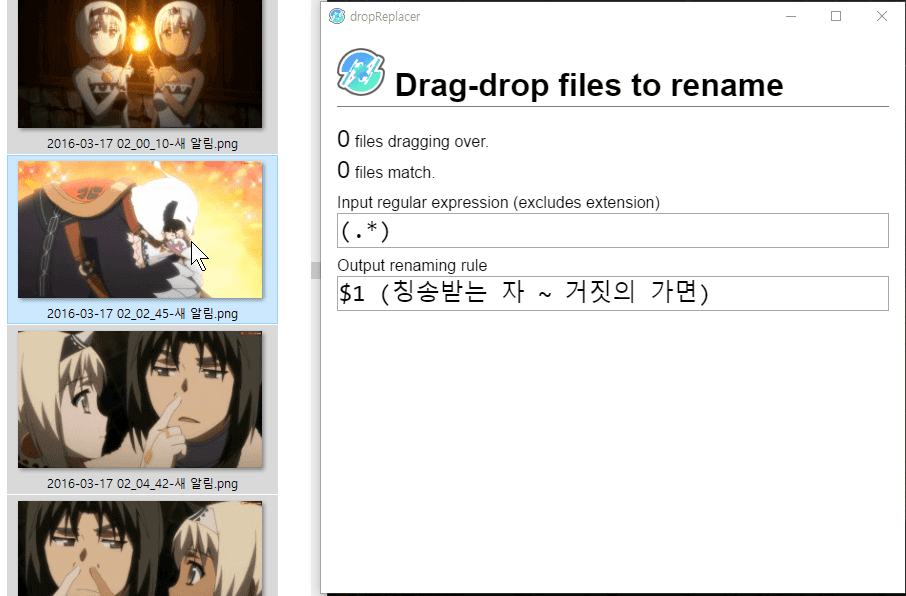 2016-03-17 02_00_10-새 알림.png
2016-03-17 02_02_45-새 알림.png
2016-03-17 02_04_42-새 알림.png
dropReplacer
Drag-drop files to rename
0 files dragging over.
0 files match.
Input regular expression (excludes extension)
(.*)
Output renaming rule
$1 (칭송받는 자 ~ 거짓의 가면)